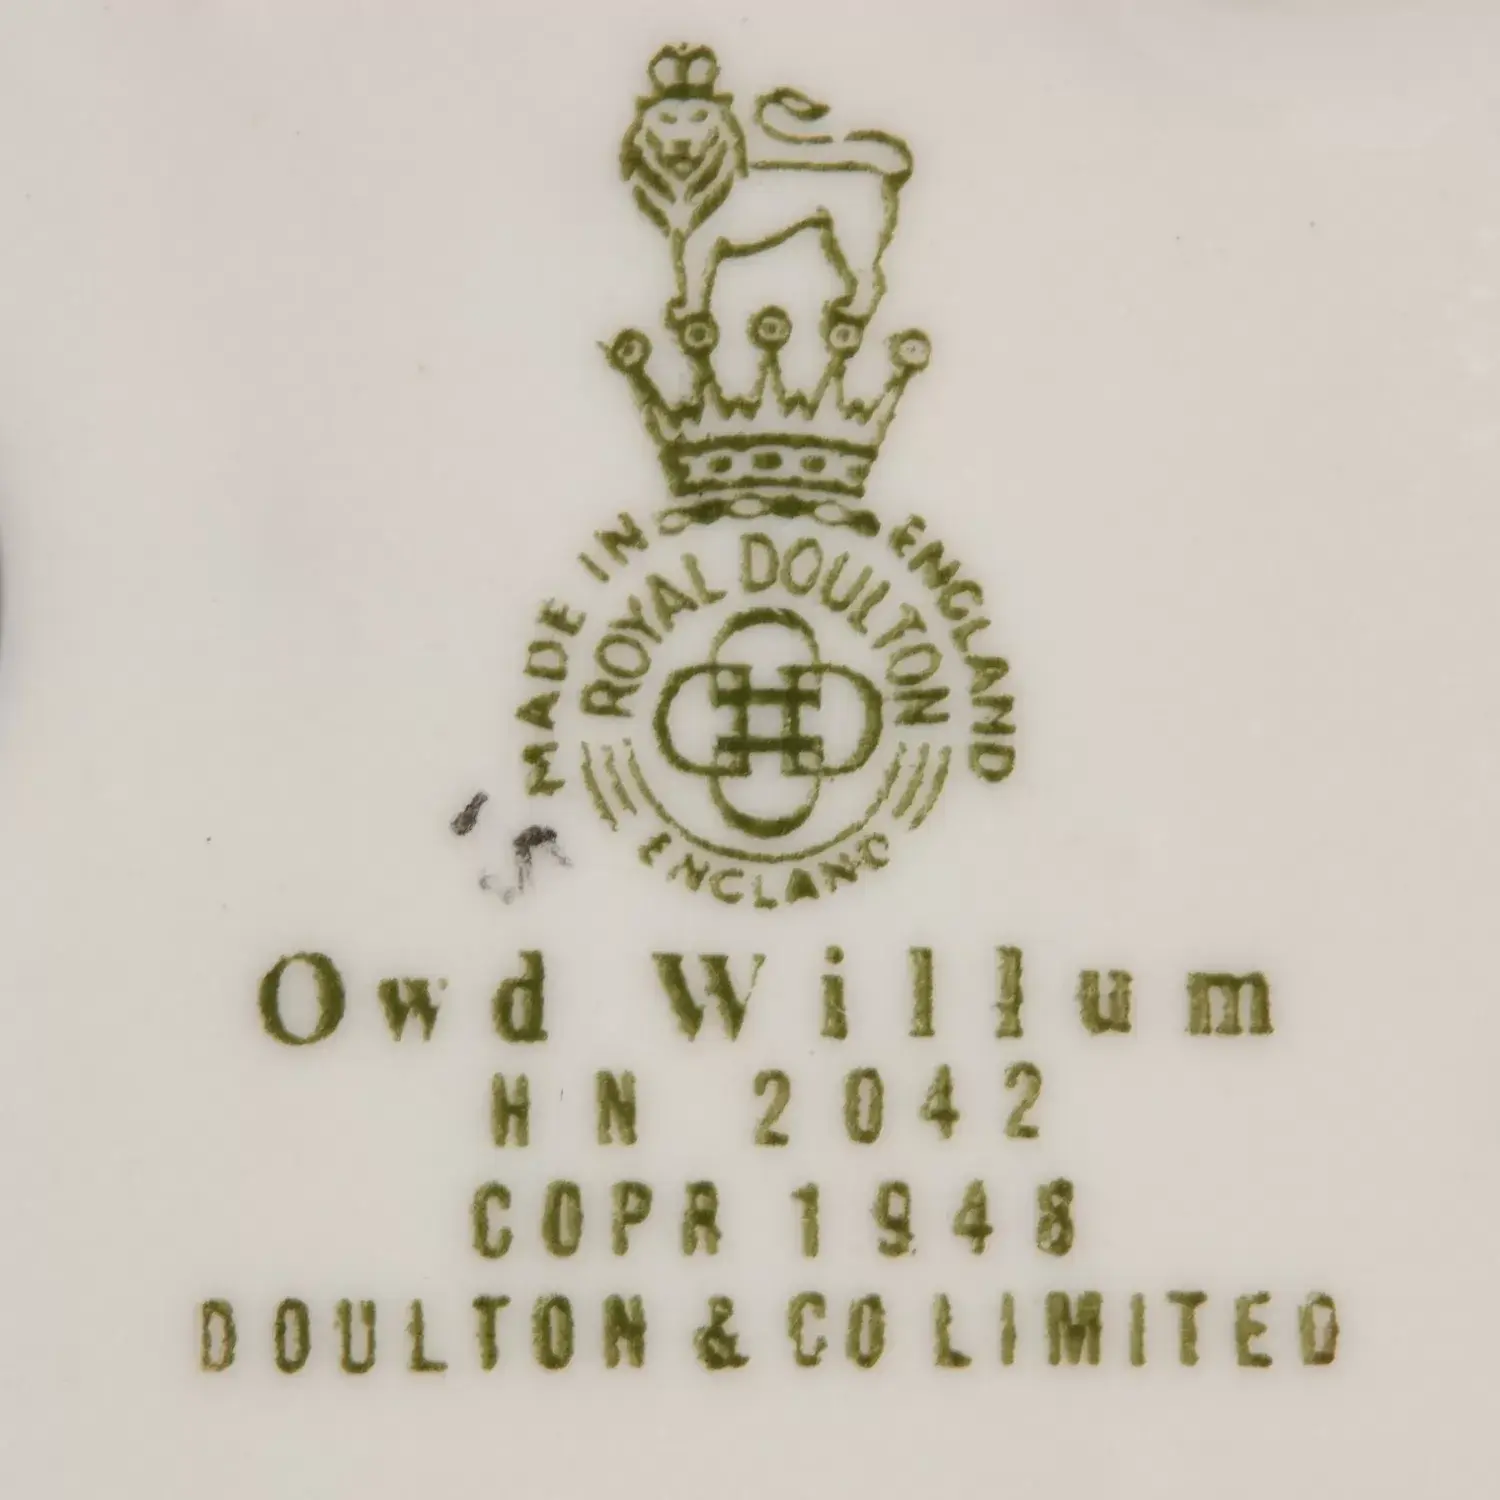 MADE IN ENGLAND
ROYAL DOULTON
ENGLAND
Owd Willum
HN 2042
COPR 1948
DOULTON & CO LIMITED